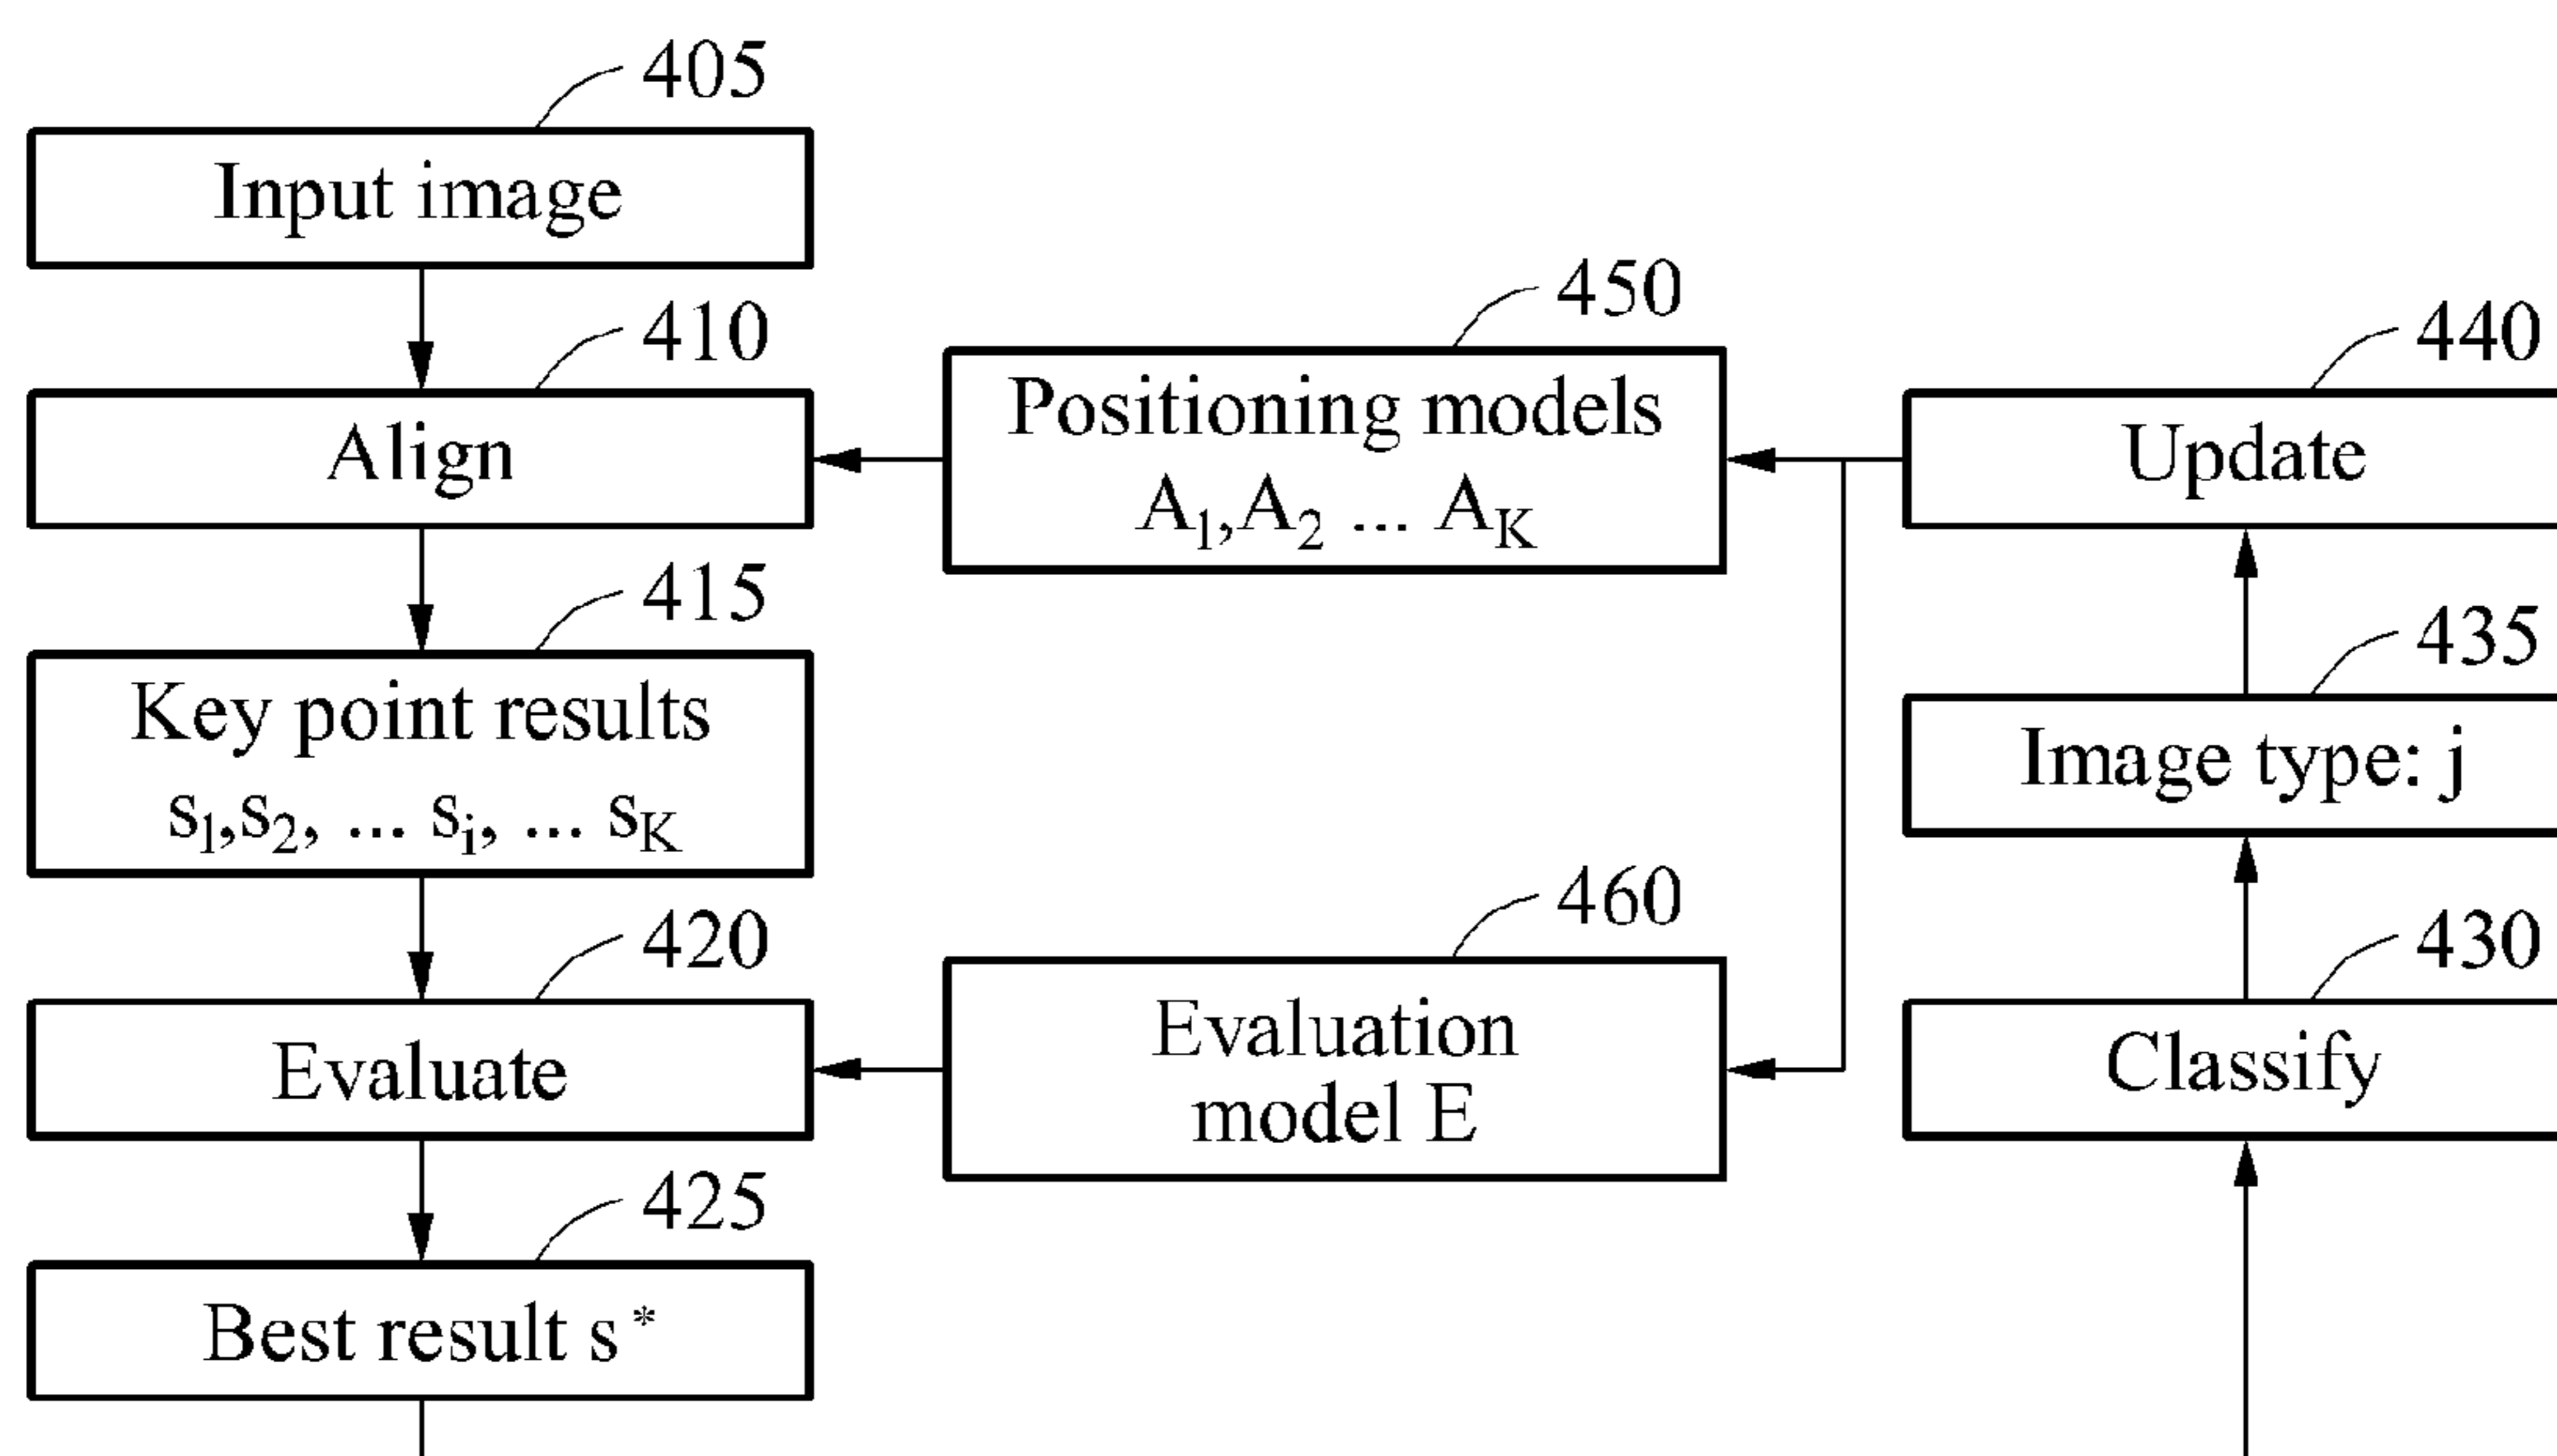 405
Input image
410
Align
415
Key point results
s1,s2, ... si, ... sK
420
Evaluate
425
Best result s*
450
Positioning models
A1,A2 ... AK
460
Evaluation
model E
440
Update
435
Image type: j
430
Classify